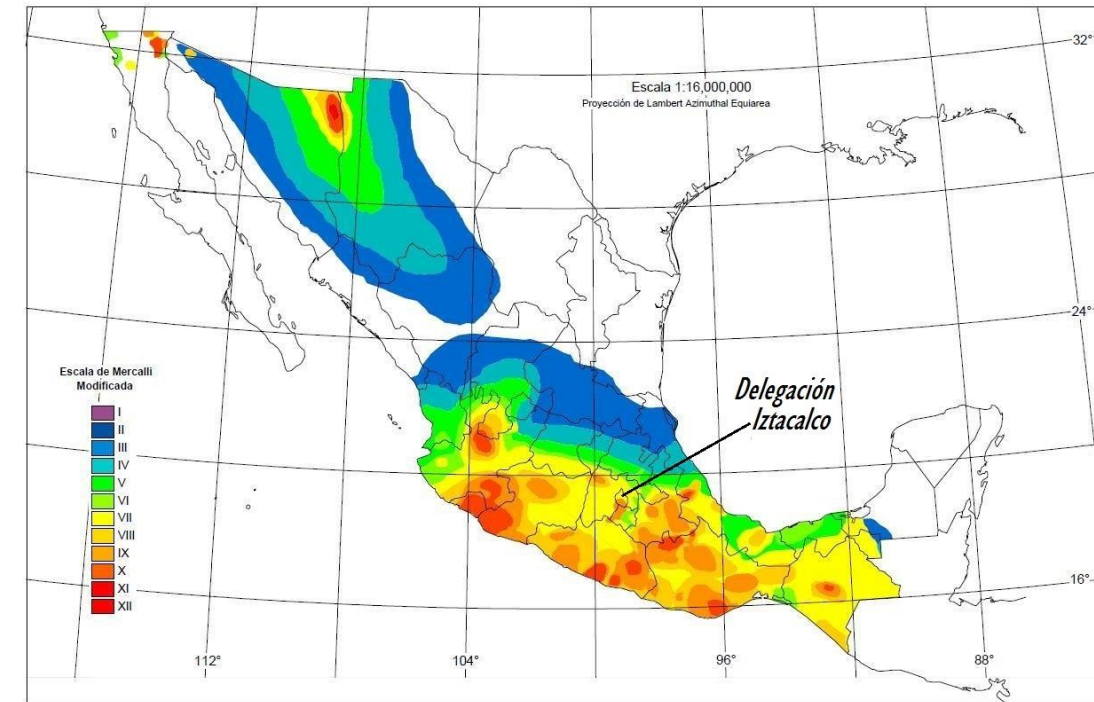 32°
Escala 1:16,000,000
Proyección de Lambert Azimuthal Equiarea
24°
Escala de Mercalli
Modificada
Delegación
Iztacalco
I
II
III
IV
V
VI
VII
VIII
IX
X
XI
XII
16°
112°
104°
96°
88°